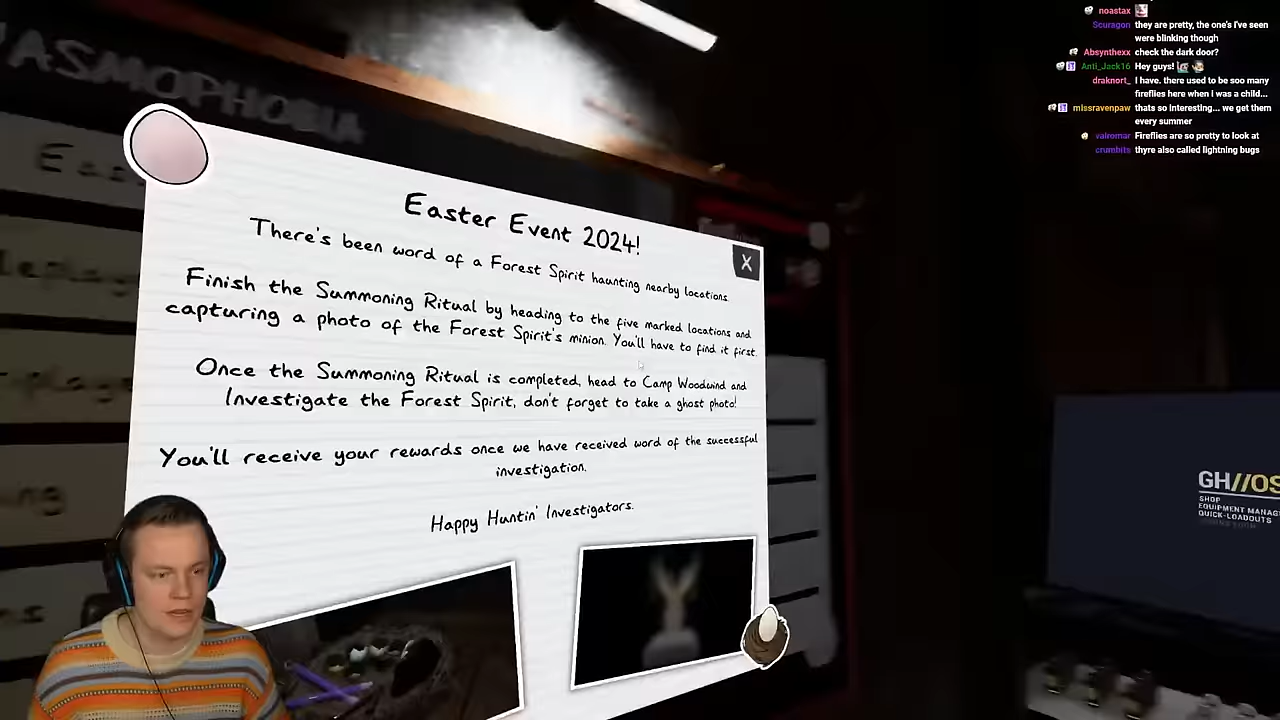 ASMOPHOBIA
Easter Event 2024!
There's been word of a Forest Spirit haunting nearby locations.
Finish the Summoning Ritual by heading to the five marked locations and
capturing a photo of the Forest Spirit's minion. You'll have to find it first.
Once the Summoning Ritual is completed, head to Camp Woodwind and
Investigate the Forest Spirit, don't forget to take a ghost photo!
You'll receive your rewards once we have received word of the successful
investigation.
Happy Huntin' Investigators.
X
GH//OS
SHOP
EQUIPMENT MANAG
QUICK-LOADOUTS
noastax
Scuragon they are pretty, the one's I've seen
were blinking though
Absynthexx check the dark door?
Anti_Jack16 Hey guys!
draknort_ I have. there used to be soo many
fireflies here when I was a child...
missravenpaw thats so interesting... we get them
every summer
valromar Fireflies are so pretty to look at
crumbits thyre also called lightning bugs